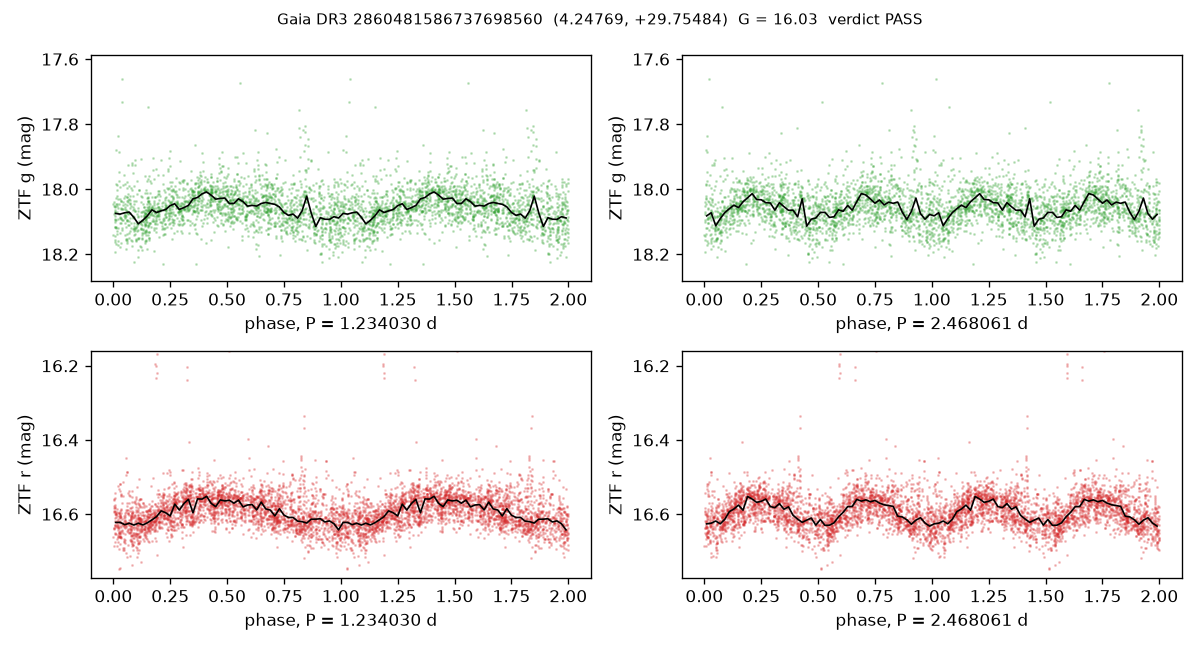 Gaia DR3 2860481586737698560 (4.24769, +29.75484) G = 16.03 verdict PASS
ZTF g (mag)
17.6
17.8
18.0
18.2
0.00 0.25 0.50 0.75 1.00 1.25 1.50 1.75 2.00
phase, P = 1.234030 d
ZTF g (mag)
17.6
17.8
18.0
18.2
0.00 0.25 0.50 0.75 1.00 1.25 1.50 1.75 2.00
phase, P = 2.468061 d
ZTF r (mag)
16.2
16.4
16.6
0.00 0.25 0.50 0.75 1.00 1.25 1.50 1.75 2.00
phase, P = 1.234030 d
ZTF r (mag)
16.2
16.4
16.6
0.00 0.25 0.50 0.75 1.00 1.25 1.50 1.75 2.00
phase, P = 2.468061 d